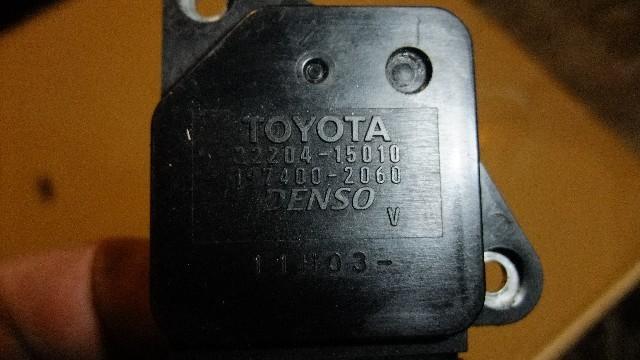 TOYOTA
22204-15010
197400-2060
DENSO
V
11H03-